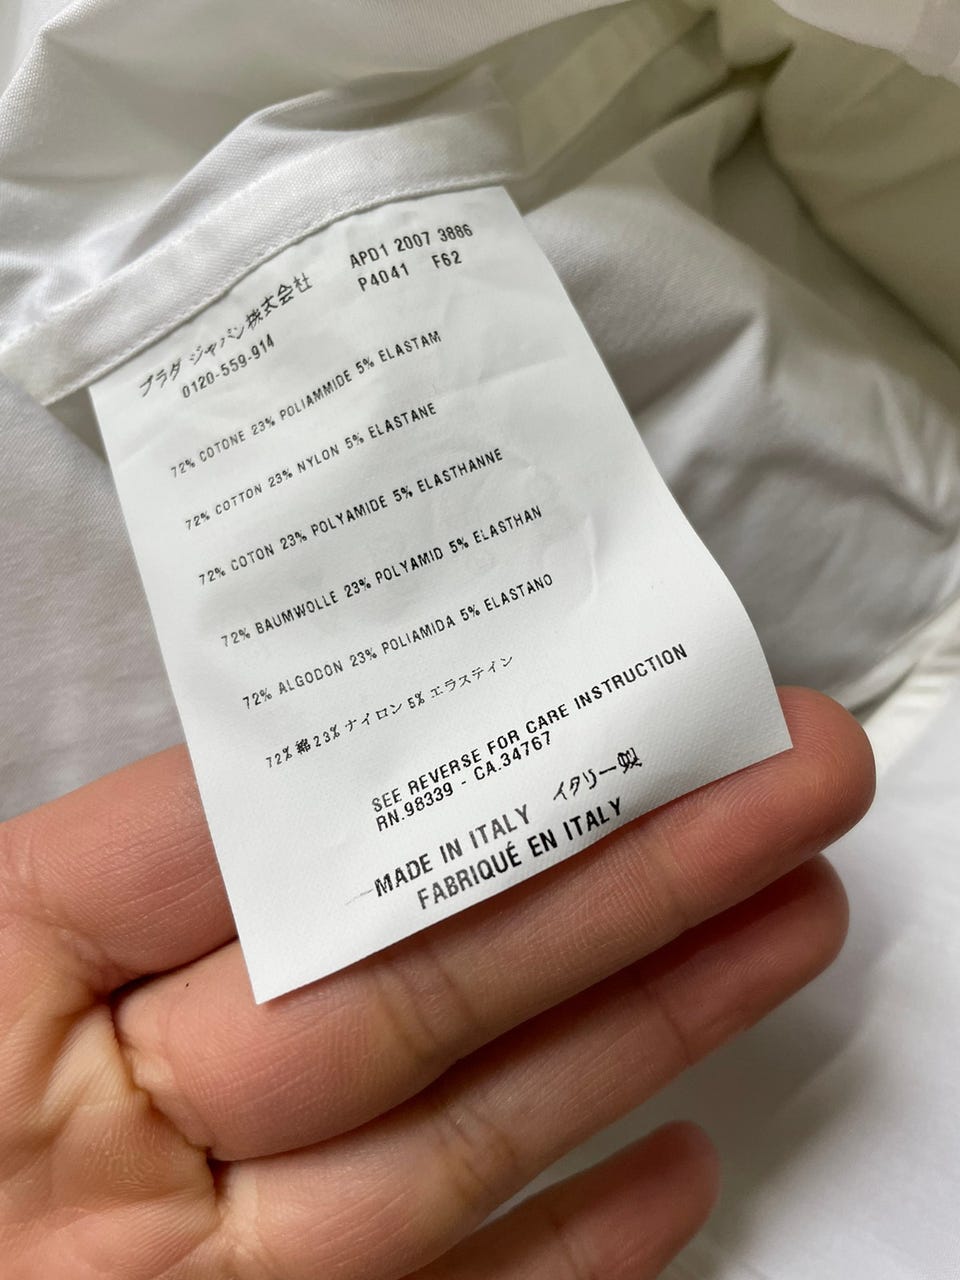 APD1 2007 3886
P4041 F62
プラダ ジャパン株式会社
0120-559-914
72% COTONE 23% POLIAMMIDE 5% ELASTAM
72% COTTON 23% NYLON 5% ELASTANE
72% COTON 23% POLYAMIDE 5% ELASTHANNE
72% BAUMWOLLE 23% POLYAMID 5% ELASTHAN
72% ALGODÓN 23% POLIAMIDA 5% ELASTANO
72% 綿 23% ナイロン 5% エラステイン
SEE REVERSE FOR CARE INSTRUCTION
RN.98339 - CA.34767
MADE IN ITALY イタリー製
FABRIQUÉ EN ITALY